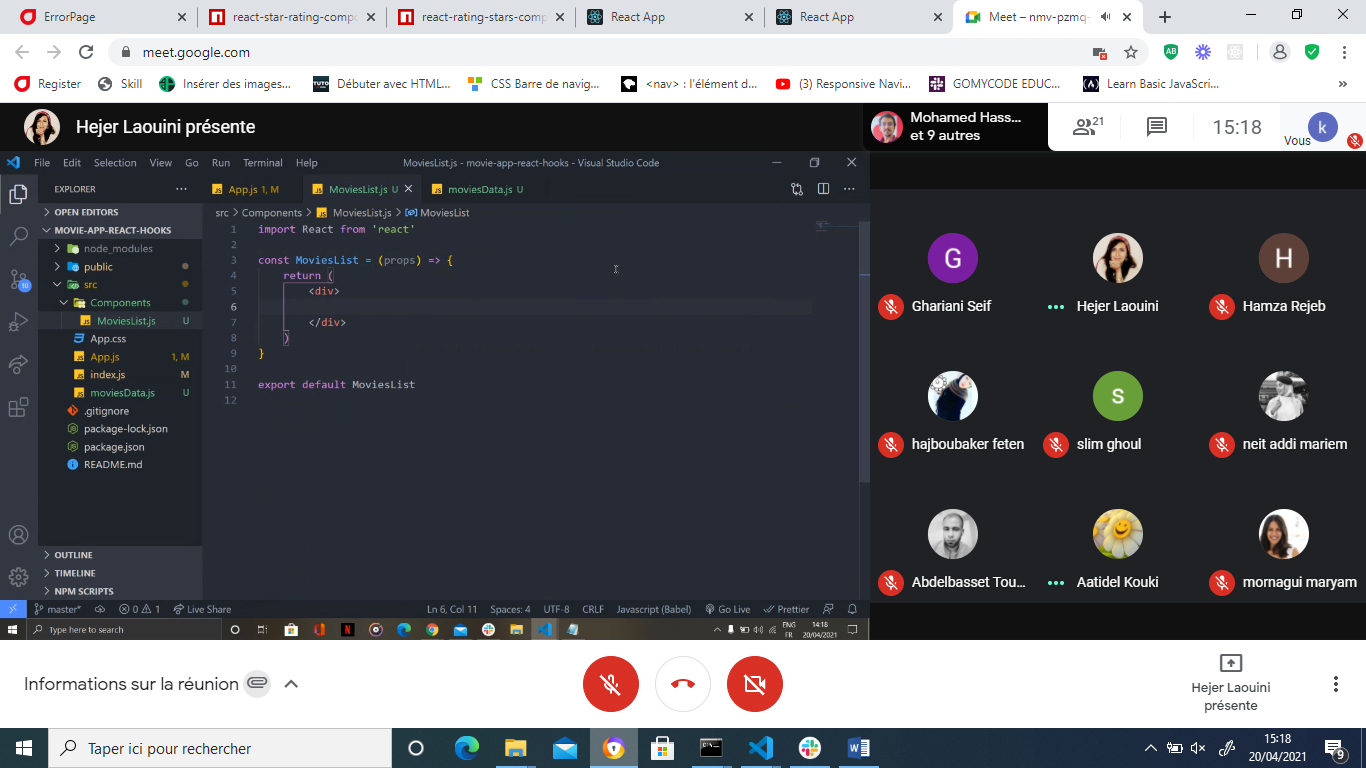 ErrorPage
react-star-rating-compo
react-rating-stars-comp
React App
React App
Meet – nmv-pzmq-
meet.google.com
Register
Skill
Insérer des images...
Débuter avec HTML...
CSS Barre de navig...
<nav> : l'élément d...
(3) Responsive Navi...
GOMYCODE EDUC...
Learn Basic JavaScri...
»
Hejer Laouini présente
Mohamed Hass...
et 9 autres
21
15:18
Vous
k
File Edit Selection View Go Run Terminal Help
MoviesList.js - movie-app-react-hooks - Visual Studio Code
EXPLORER
App.js 1, M
MoviesList.js U
moviesData.js U
OPEN EDITORS
MOVIE-APP-REACT-HOOKS
node_modules
public
src
Components
MoviesList.js U
App.css
App.js 1, M
index.js M
moviesData.js U
.gitignore
package-lock.json
package.json
README.md
OUTLINE
TIMELINE
NPM SCRIPTS
10
src > Components > MoviesList.js > MoviesList
1 import React from 'react'
2
3 const MoviesList = (props) => {
4 return (
5 <div>
6
7 </div>
8 )
9 }
10
11 export default MoviesList
12
master*
0 1
Live Share
Ln 6, Col 11
Spaces: 4
UTF-8
CRLF
Javascript (Babel)
Go Live
Prettier
Type here to search
ENG
FR
14:18
20/04/2021
G
Ghariani Seif
Hejer Laouini
H
Hamza Rejeb
hajboubaker feten
S
slim ghoul
neit addi mariem
Abdelbasset Tou...
Aatidel Kouki
mornagui maryam
Informations sur la réunion
Hejer Laouini
présente
Taper ici pour rechercher
15:18
20/04/2021
9